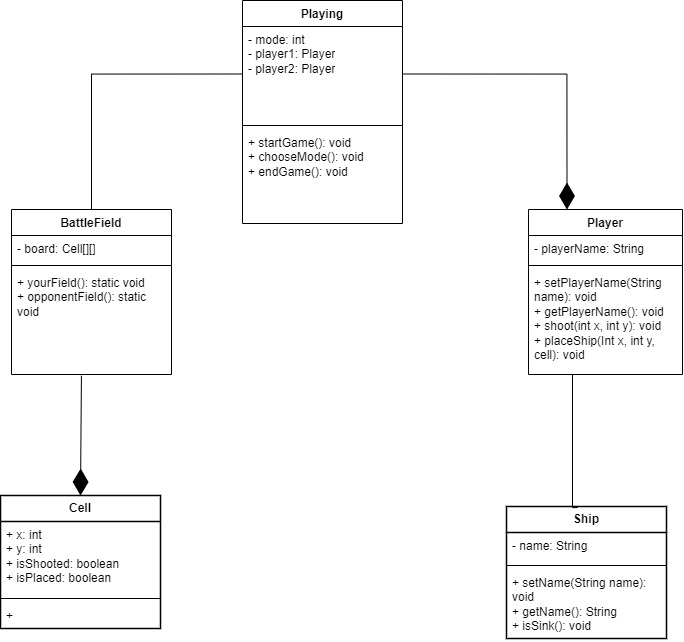 Playing
- mode: int
- player1: Player
- player2: Player
+ startGame(): void
+ chooseMode(): void
+ endGame(): void
BattleField
- board: Cell[][]
+ yourField(): static void
+ opponentField(): static
void
Player
- playerName: String
+ setPlayerName(String
name): void
+ getPlayerName(): void
+ shoot(int x, int y): void
+ placeShip(Int x, int y,
cell): void
Cell
+ x: int
+ y: int
+ isShooted: boolean
+ isPlaced: boolean
+
Ship
- name: String
+ setName(String name):
void
+ getName(): String
+ isSink(): void